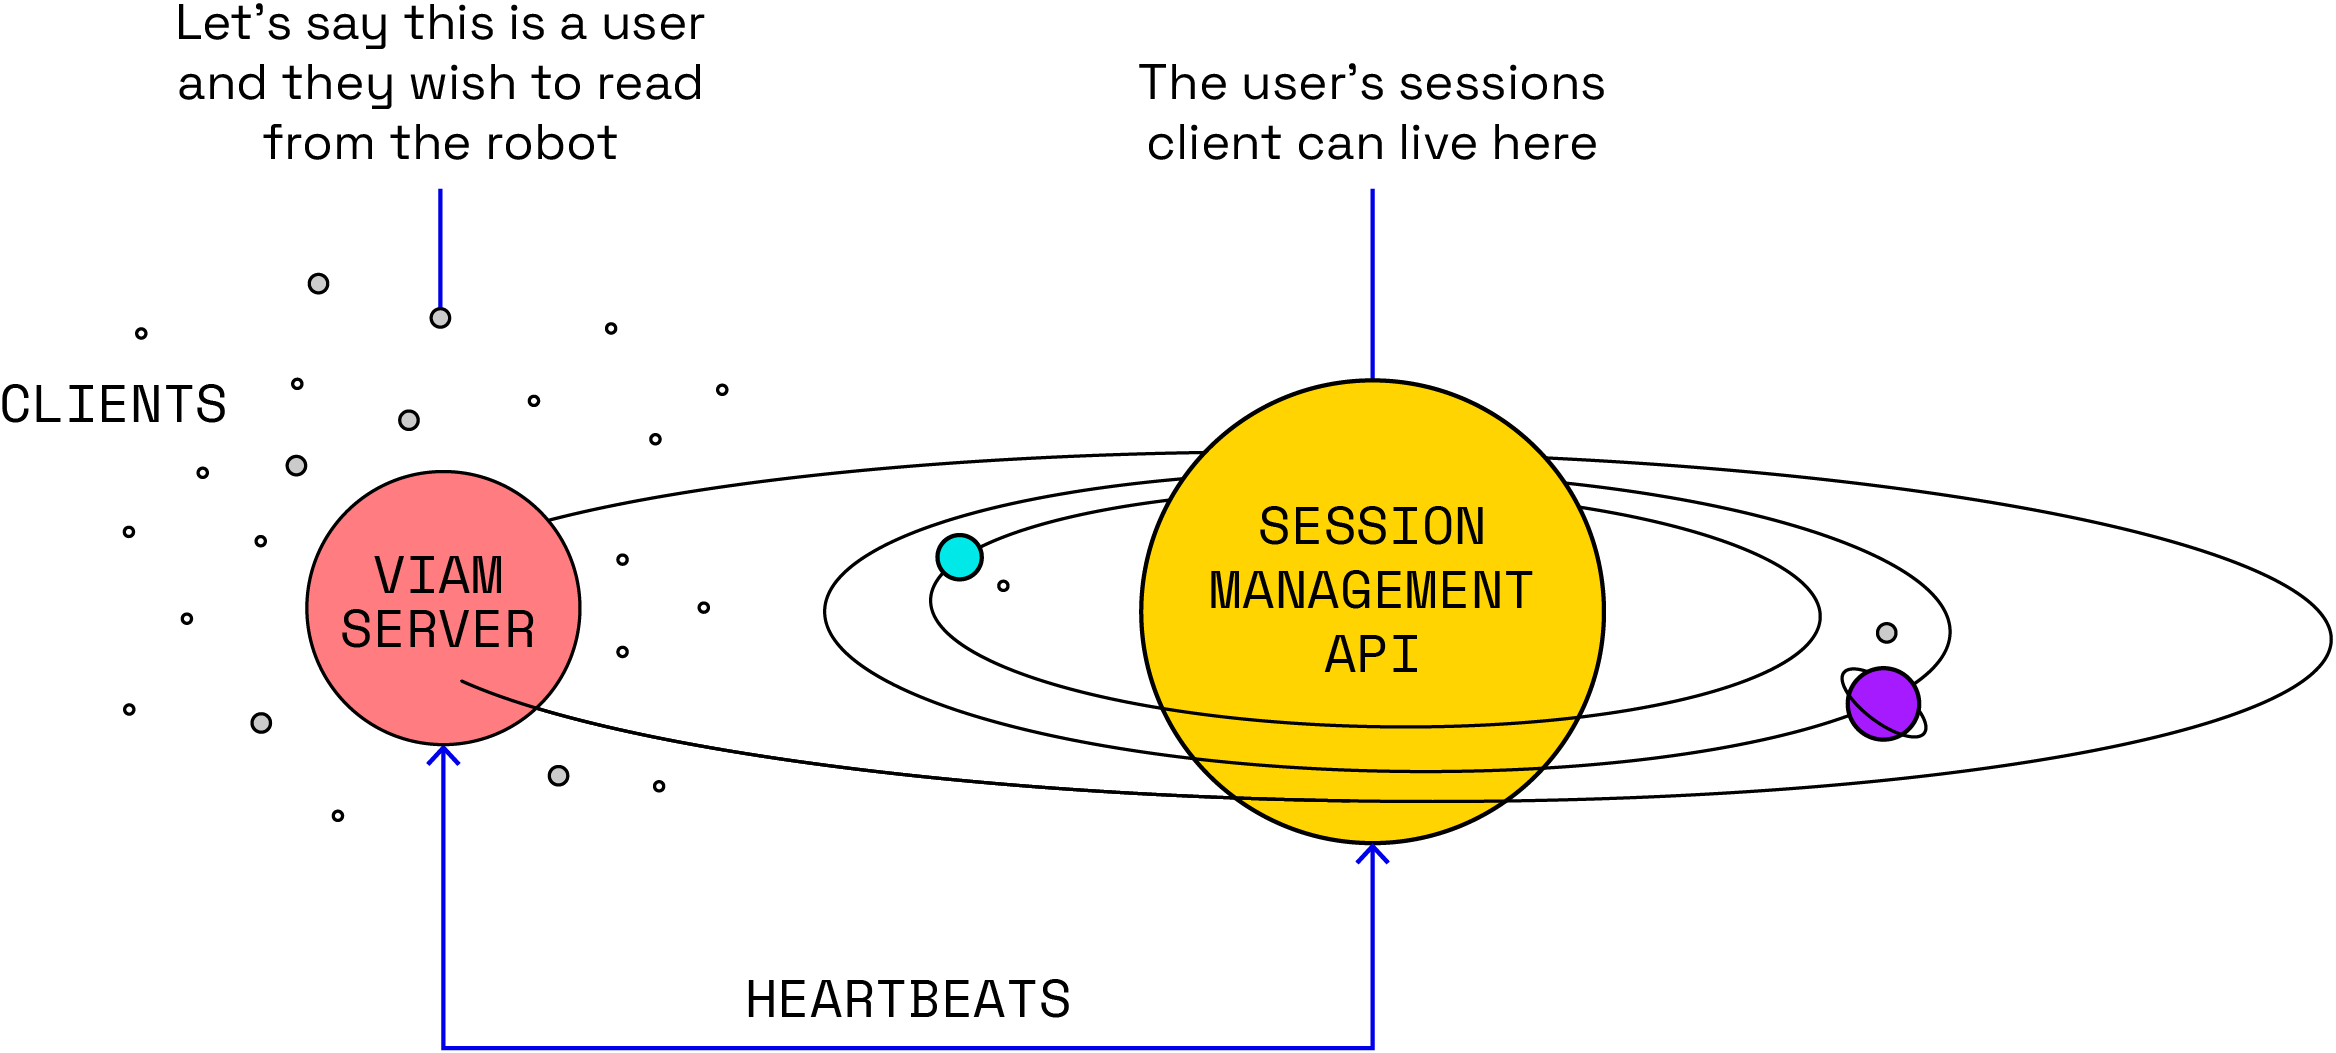 Let’s say this is a user
and they wish to read
from the robot
The user’s sessions
client can live here
CLIENTS
VIAM
SERVER
SESSION
MANAGEMENT
API
HEARTBEATS